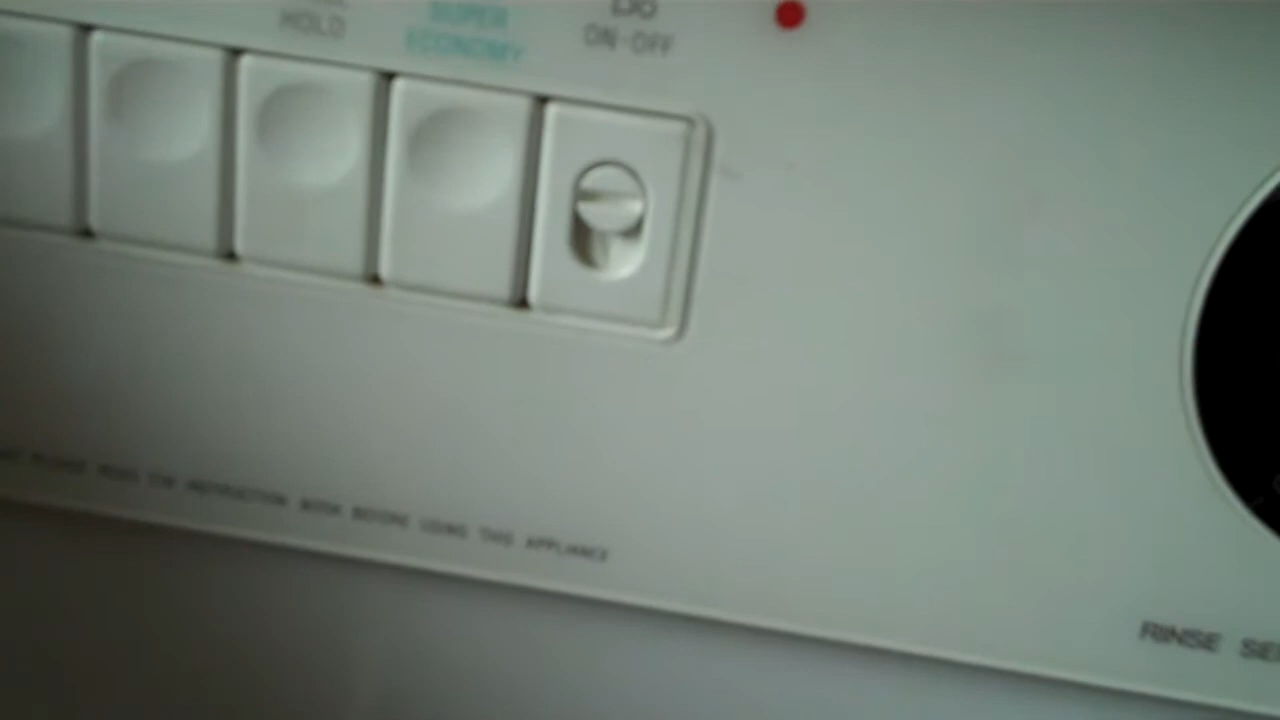 HOLD
SUPER
ECONOMY
ON-OFF
PLEASE READ THE INSTRUCTION BOOK BEFORE USING THIS APPLIANCE
RINSE